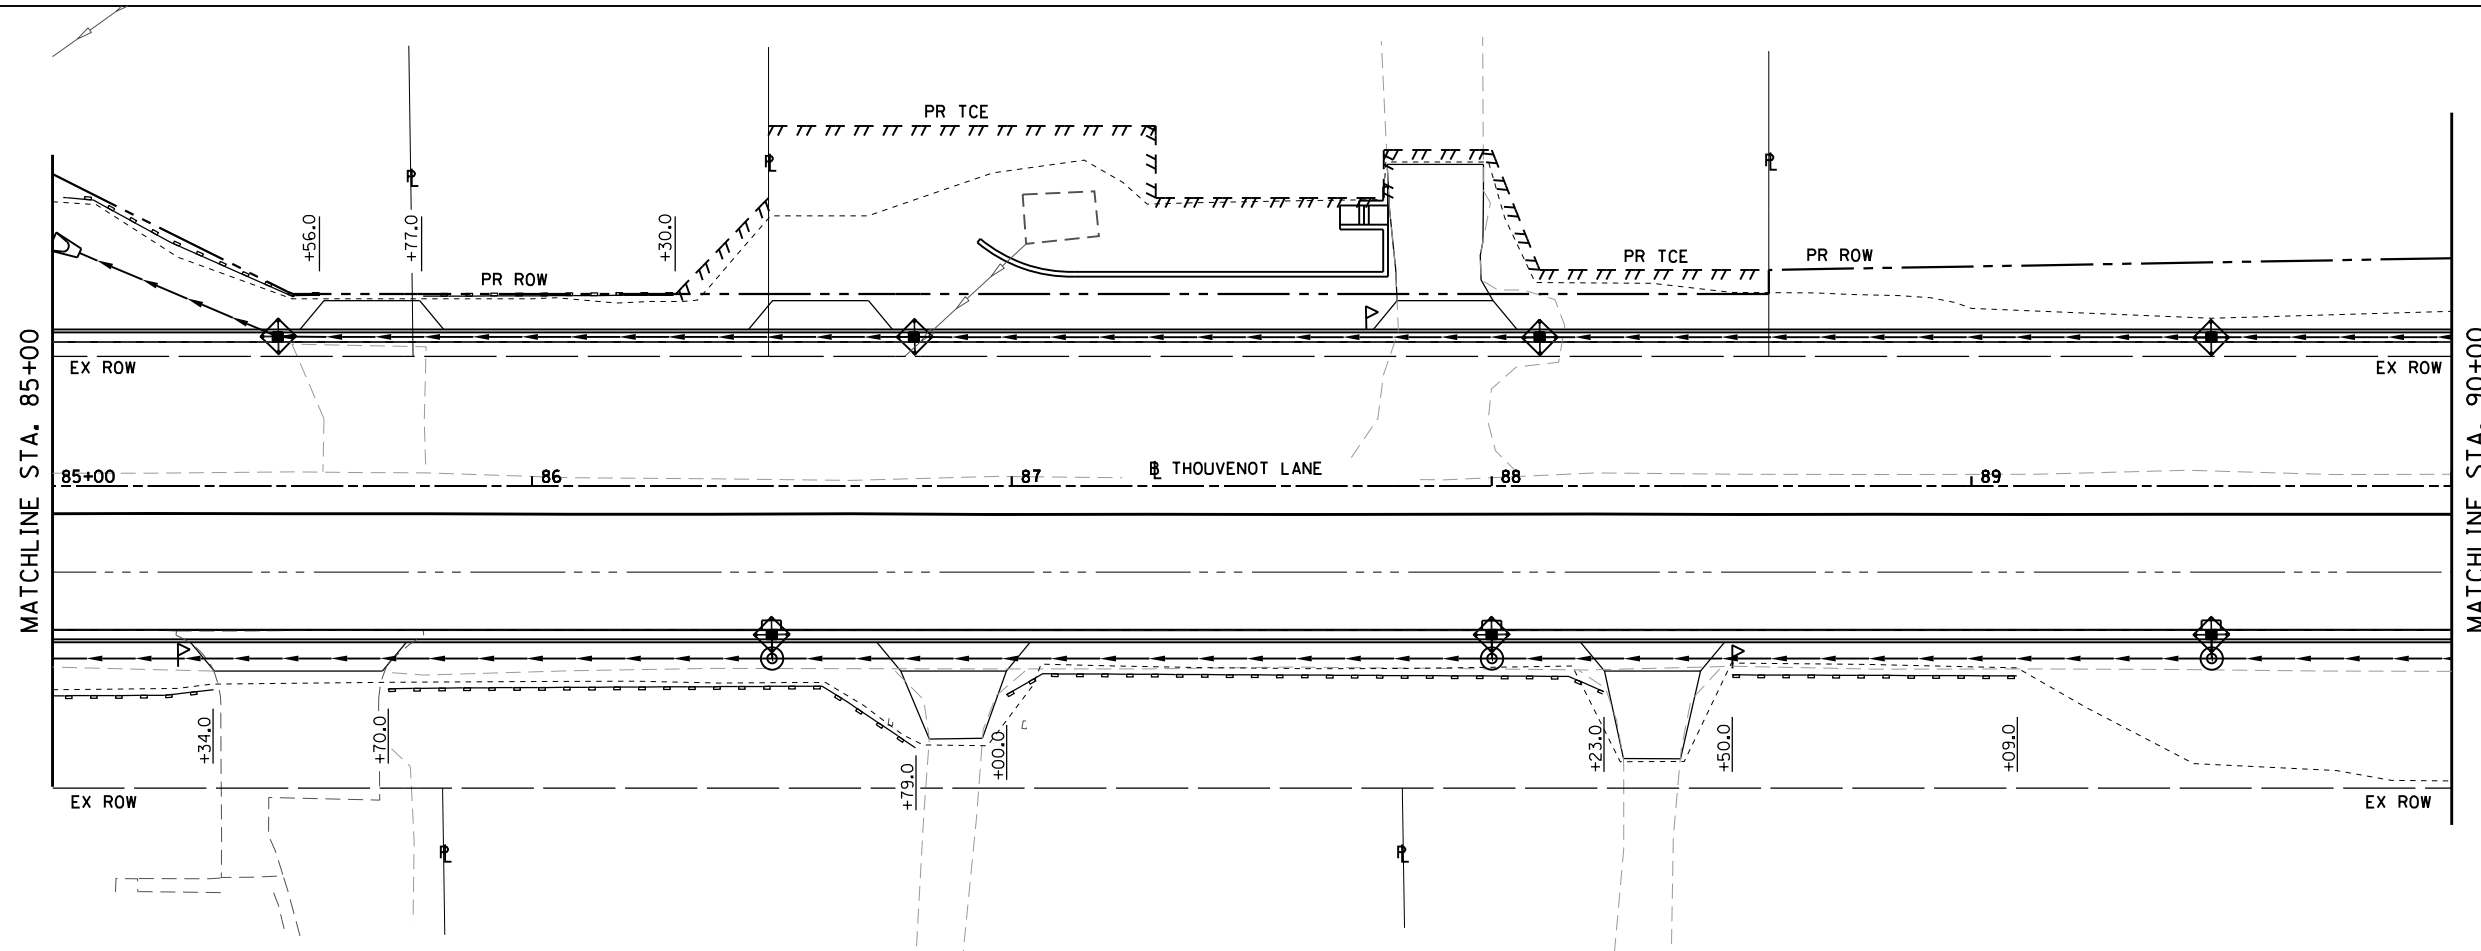 PR TCE
PL
PL
PL
+56.0
+77.0
+30.0
PR ROW
PR TCE
PR ROW
MATCHLINE STA. 85+00
MATCHLINE STA. 90+00
EX ROW
EX ROW
85+00
86
87
BL THOUVENOT LANE
88
89
+34.0
+70.0
+79.0
+00.0
+23.0
+50.0
+09.0
EX ROW
EX ROW
PL
PL